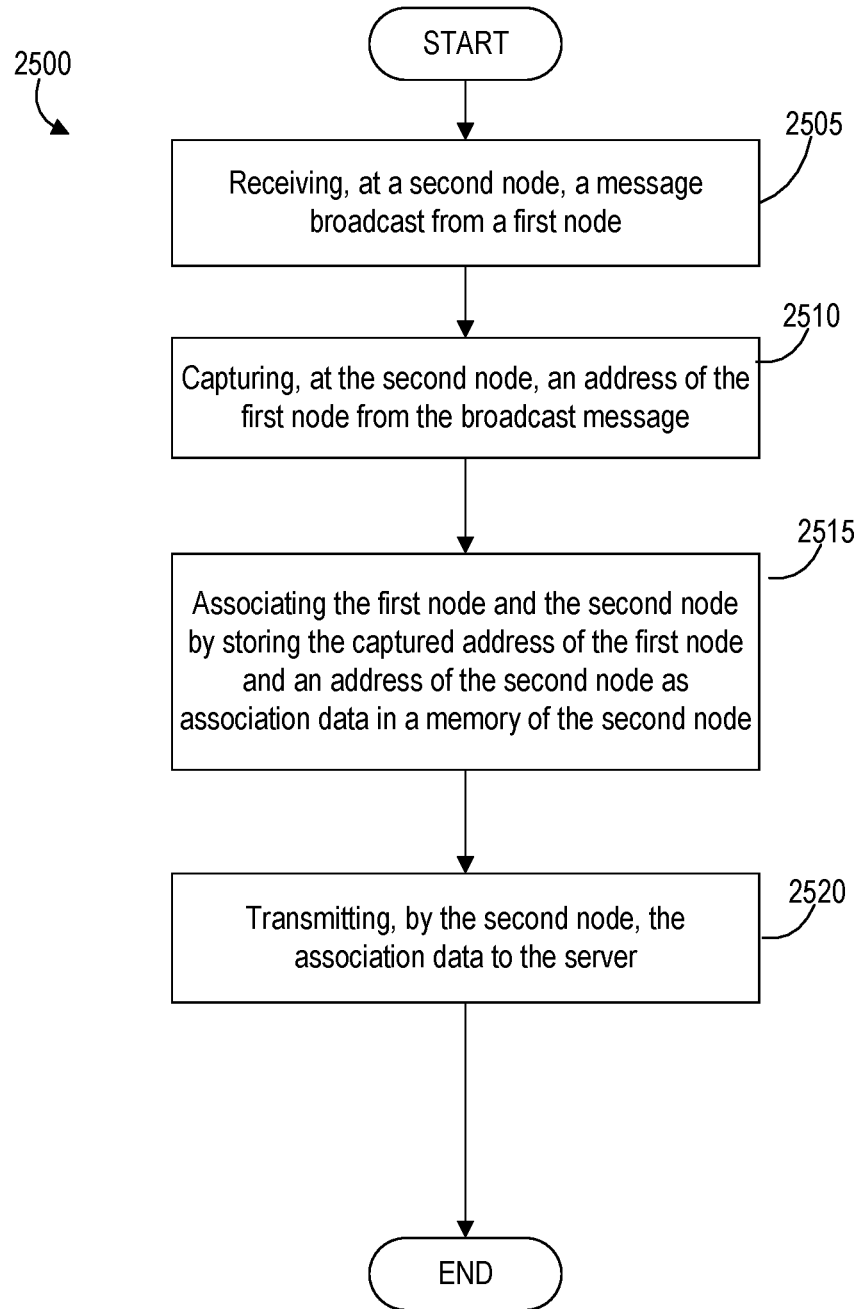 START
2500
2505
Receiving, at a second node, a message
broadcast from a first node
2510
Capturing, at the second node, an address of the
first node from the broadcast message
2515
Associating the first node and the second node
by storing the captured address of the first node
and an address of the second node as
association data in a memory of the second node
2520
Transmitting, by the second node, the
association data to the server
END